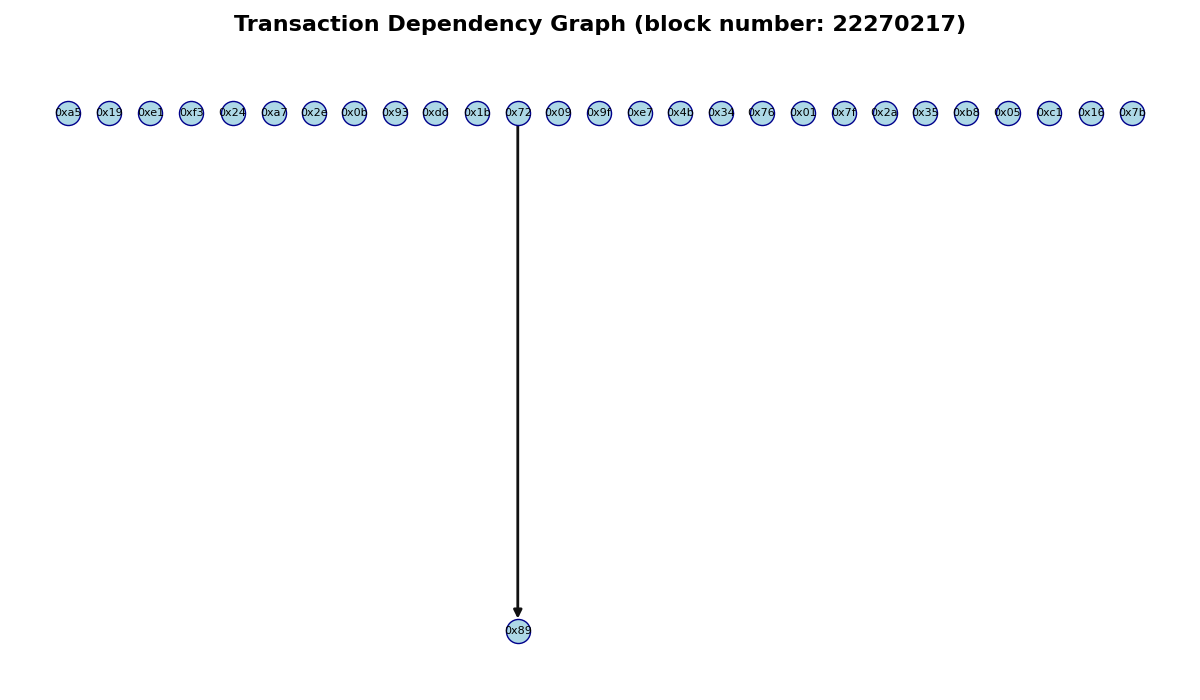 Transaction Dependency Graph (block number: 22270217)
0xa5 0x19 0xe1 0xf3 0x24 0xa7 0x2e 0x0b 0x93 0xdd 0x1b 0x72 0x09 0x9f 0xe7 0x4b 0x34 0x76 0x01 0x7f 0x2a 0x35 0xb8 0x05 0xc1 0x16 0x7b
0x89